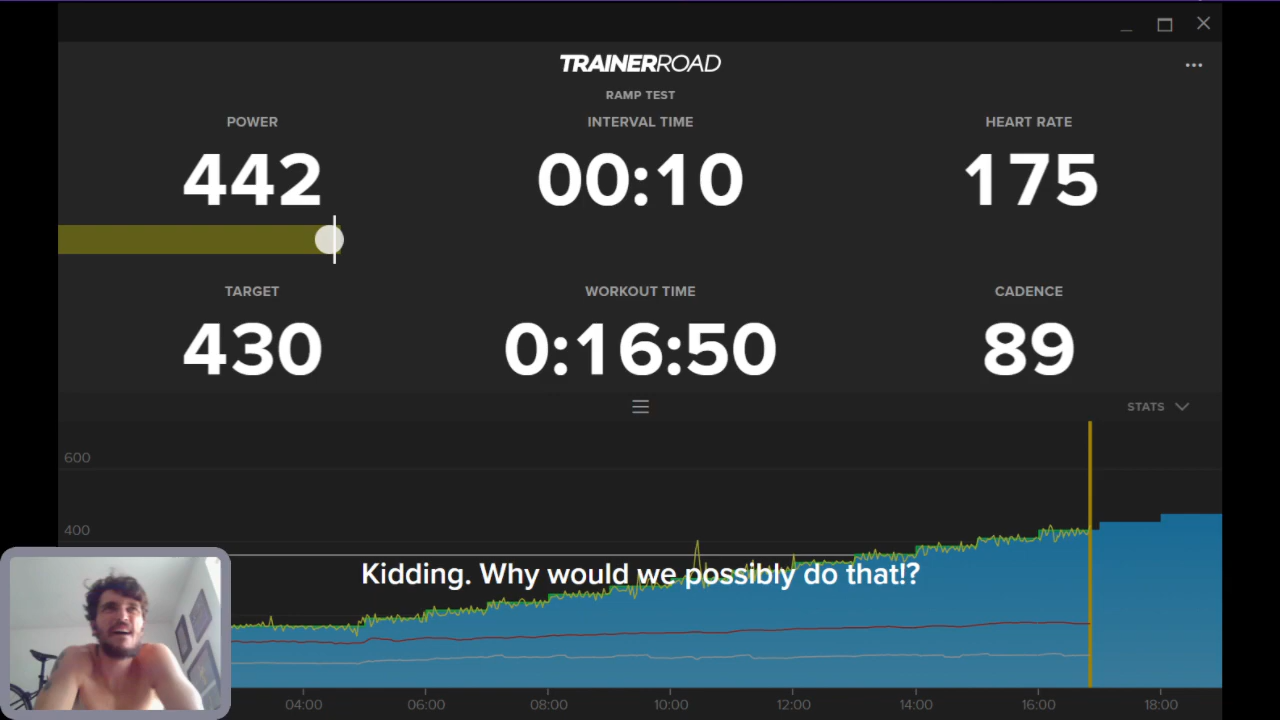 TRAINERROAD
RAMP TEST
POWER
INTERVAL TIME
HEART RATE
442
00:10
175
TARGET
WORKOUT TIME
CADENCE
430
0:16:50
89
STATS
600
400
Kidding. Why would we possibly do that!?
04:00 06:00 08:00 10:00 12:00 14:00 16:00 18:00